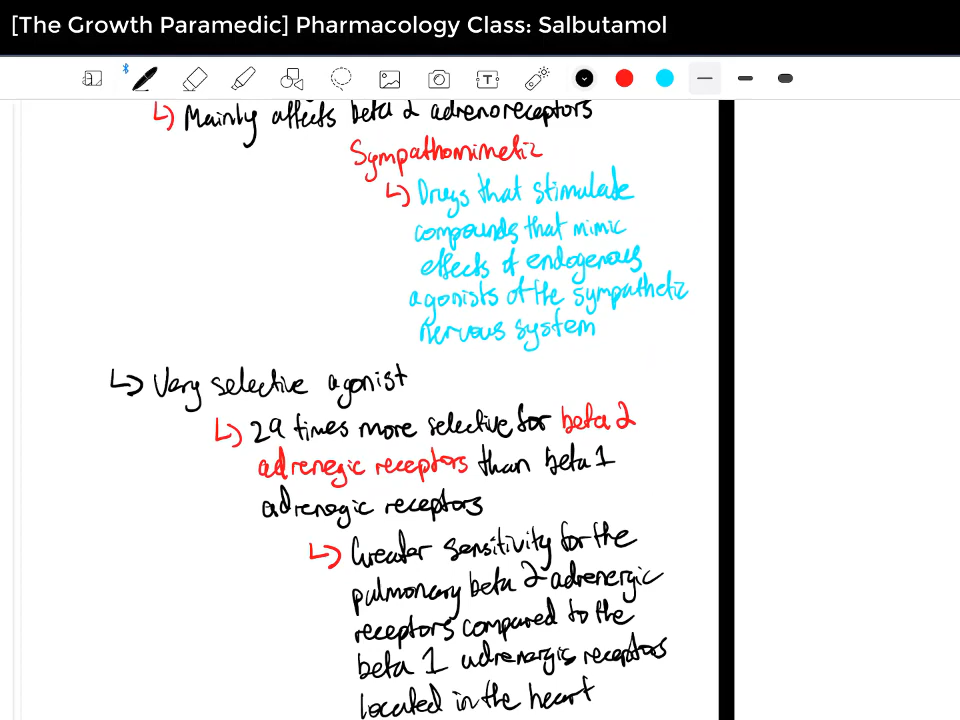 [The Growth Paramedic] Pharmacology Class: Salbutamol
↳ Mainly affects beta 2 adrenoreceptors
Sympathomimetic
↳ Drugs that stimulate
compounds that mimic
effects of endogenous
agonists of the sympathetic
nervous system
↳ Very selective agonist
↳ 29 times more selective for beta 2
adrenegic receptors than beta 1
adrenegic receptors
↳ Greater sensitivity for the
pulmonary beta 2 adrenergic
receptors compared to the
beta 1 adrenergic receptors
located in the heart